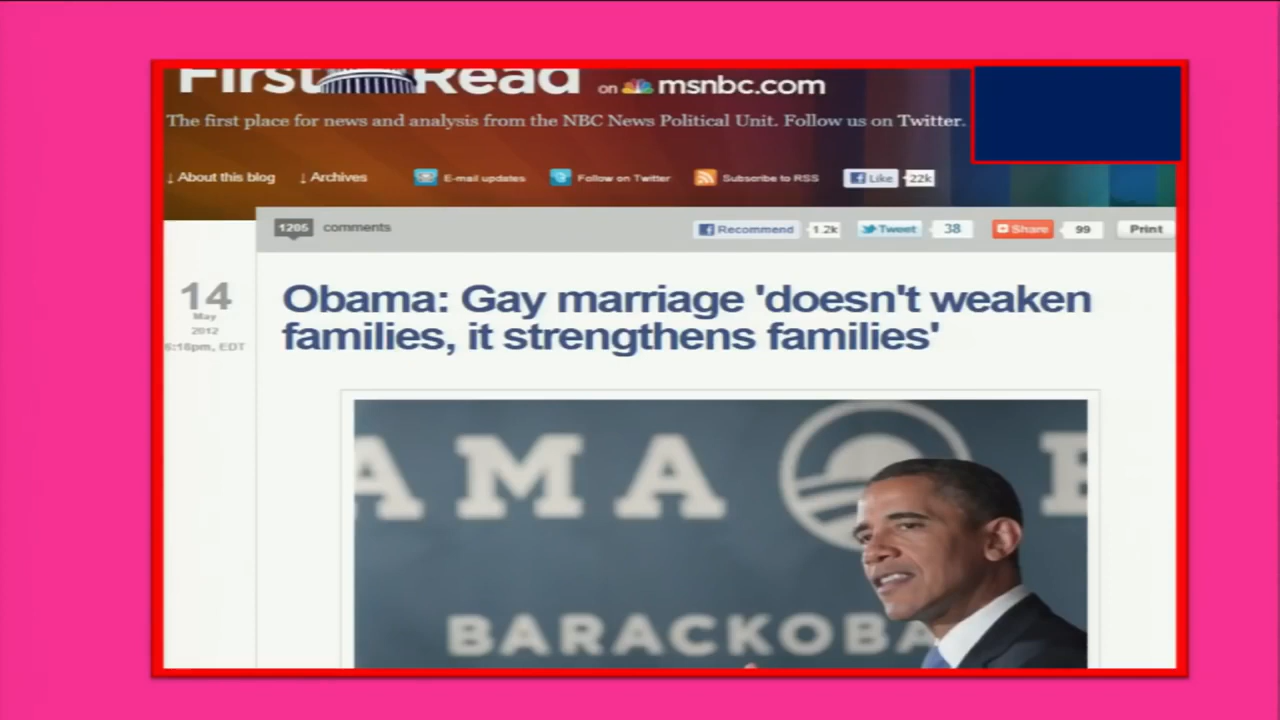 First Read on msnbc.com
The first place for news and analysis from the NBC News Political Unit. Follow us on Twitter.
↓ About this blog ↓ Archives E-mail updates Follow on Twitter Subscribe to RSS Like 22k
1205 comments Recommend 1.2k Tweet 38 Share 99 Print
14
May
2012
6:18pm, EDT
Obama: Gay marriage 'doesn't weaken
families, it strengthens families'
AMA
BARACKOBA